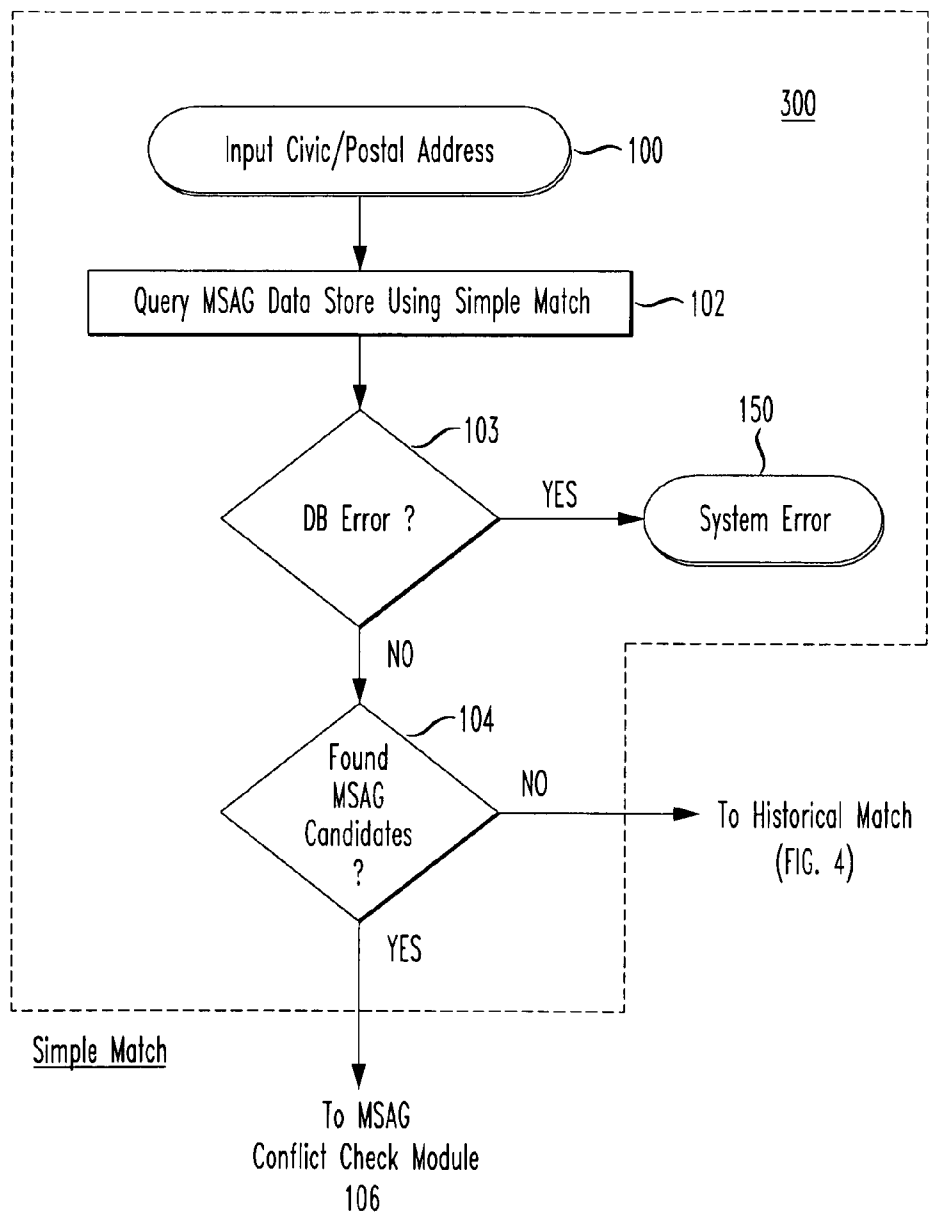 300
Input Civic/Postal Address
100
Query MSAG Data Store Using Simple Match
102
103
150
DB Error ?
YES
System Error
NO
104
Found
MSAG
Candidates
?
NO
To Historical Match
(FIG. 4)
YES
Simple Match
To MSAG
Conflict Check Module
106